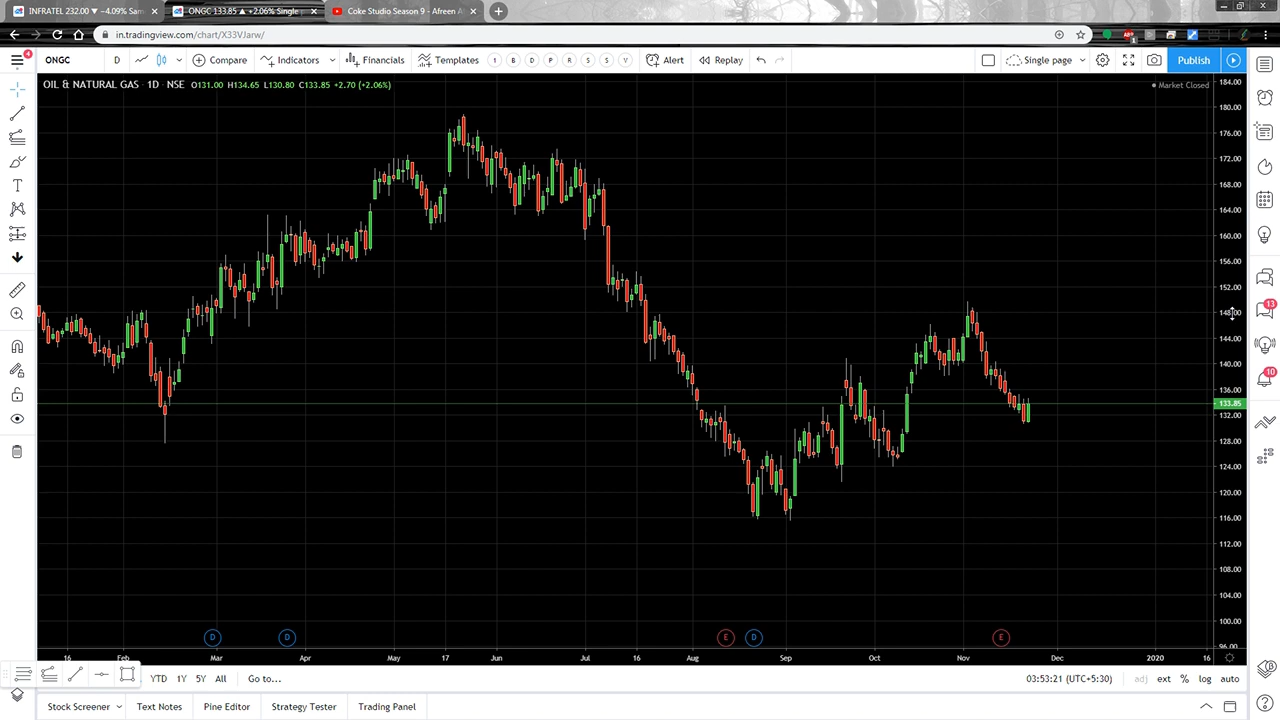 INFRATEL 232.00 ▼ −4.09% Sam
ONGC 133.85 ▲ +2.06% Single p
Coke Studio Season 9 - Afreen A
in.tradingview.com/chart/X33VJarw/
4
ONGC D Compare Indicators Financials Templates 1 B D P R S S V Alert Replay Single page Publish
OIL & NATURAL GAS · 1D · NSE O131.00 H134.65 L130.80 C133.85 +2.70 (+2.06%)
Market Closed
184.00
180.00
176.00
172.00
168.00
164.00
160.00
156.00
152.00
148.00
144.00
140.00
136.00
133.85
132.00
128.00
124.00
120.00
116.00
112.00
108.00
104.00
100.00
96.00
13
10
D D E D E
16 Feb Mar Apr May 17 Jun Jul 16 Aug Sep Oct Nov Dec 2020 16
YTD 1Y 5Y All Go to... 03:53:21 (UTC+5:30) adj ext % log auto
Stock Screener Text Notes Pine Editor Strategy Tester Trading Panel